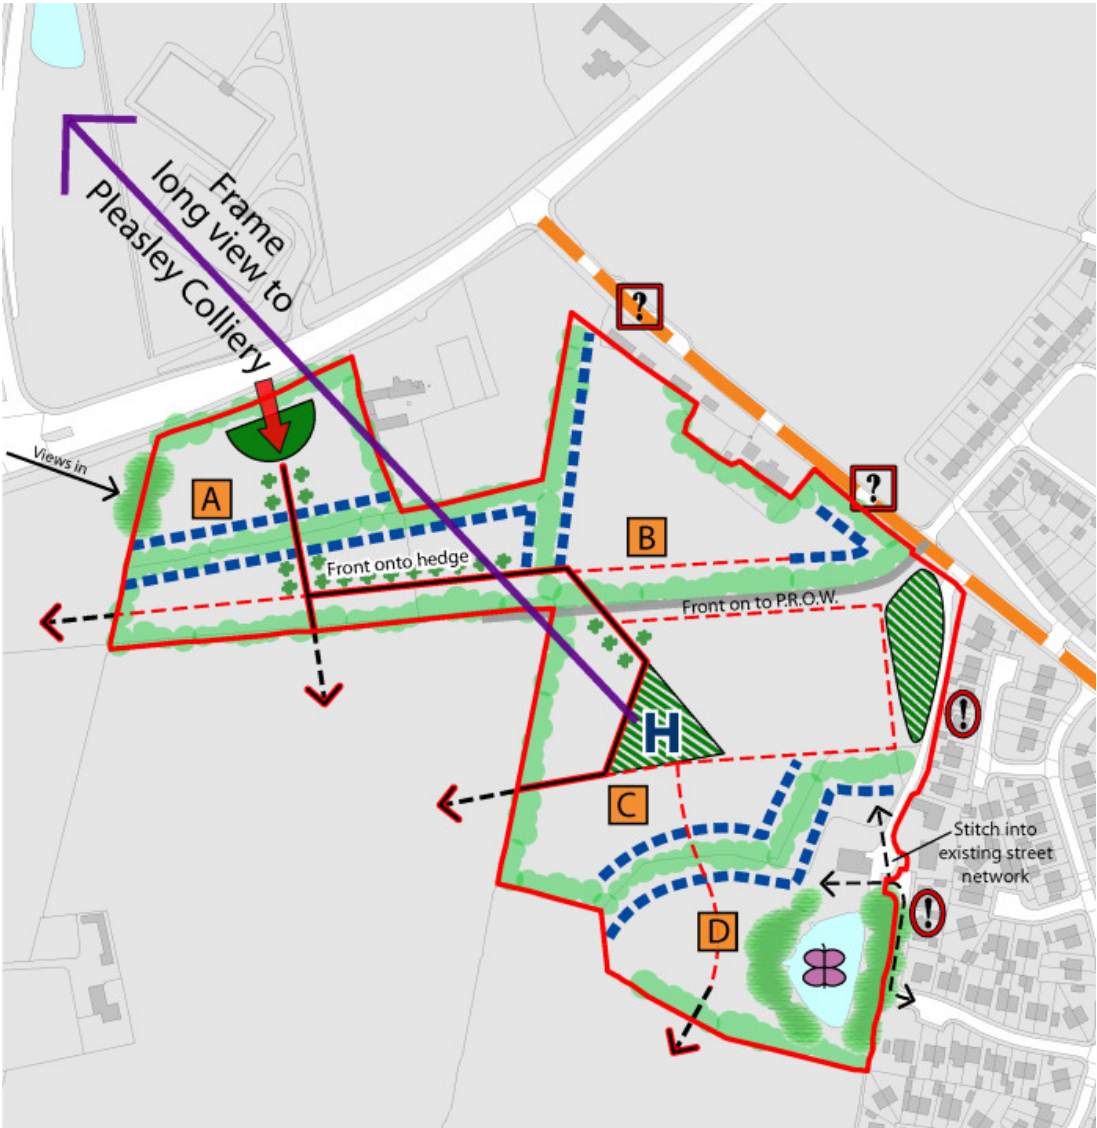 Frame
long view to
Pleasley Colliery
?
Views in
A
?
B
Front onto hedge
Front on to P.R.O.W.
!
H
C
Stitch into
existing street
network
!
D